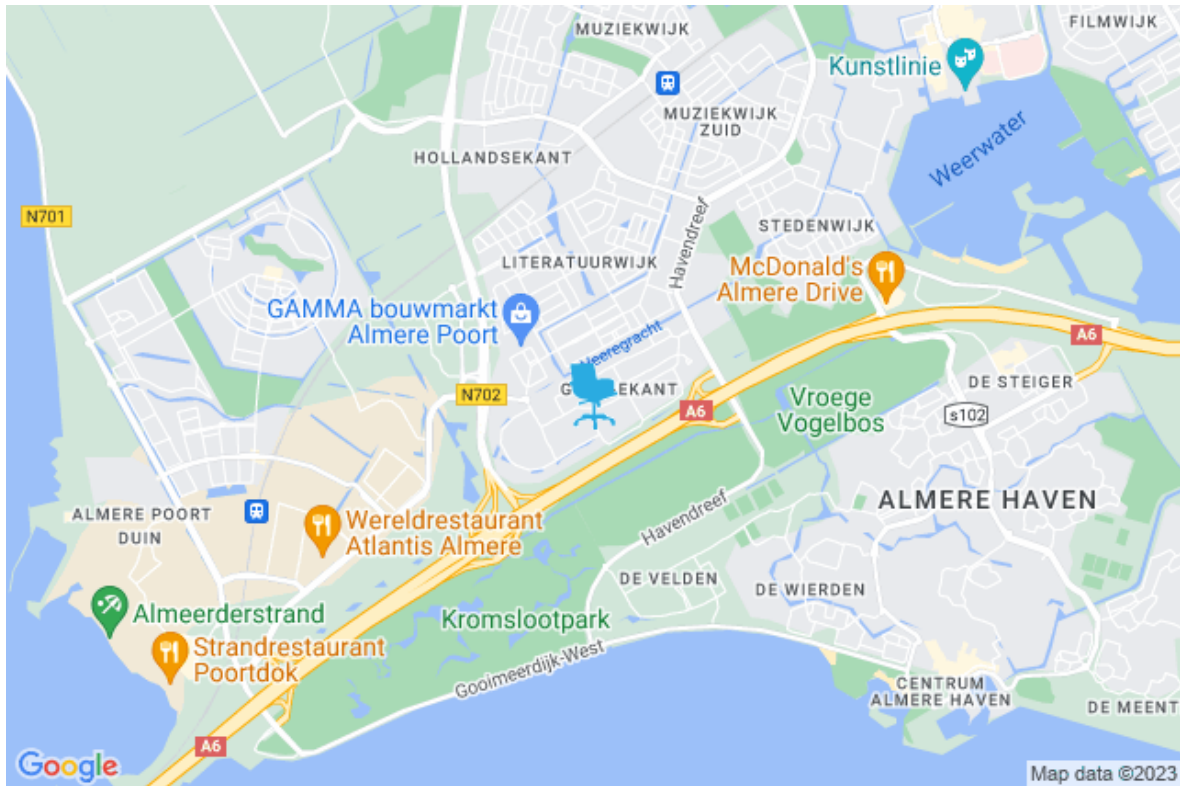 MUZIEKWIJK
FILMWIJK
Kunstlinie
MUZIEKWIJK
ZUID
HOLLANDSEKANT
Weerwater
N701
Havendreef
STEDENWIJK
LITERATUURWIJK
McDonald's
Almere Drive
GAMMA bouwmarkt
Almere Poort
Veeregracht
A6
N702
EKANT
DE STEIGER
A6
Vroege
Vogelbos
s102
ALMERE HAVEN
ALMERE POORT
DUIN
Wereldrestaurant
Atlantis Almere
Havendreef
DE VELDEN
DE WIERDEN
Almeerderstrand
Kromslootpark
Strandrestaurant
Poortdok
Gooimeerdijk-West
CENTRUM
ALMERE HAVEN
DE MEENT
A6
Google
Map data ©2023